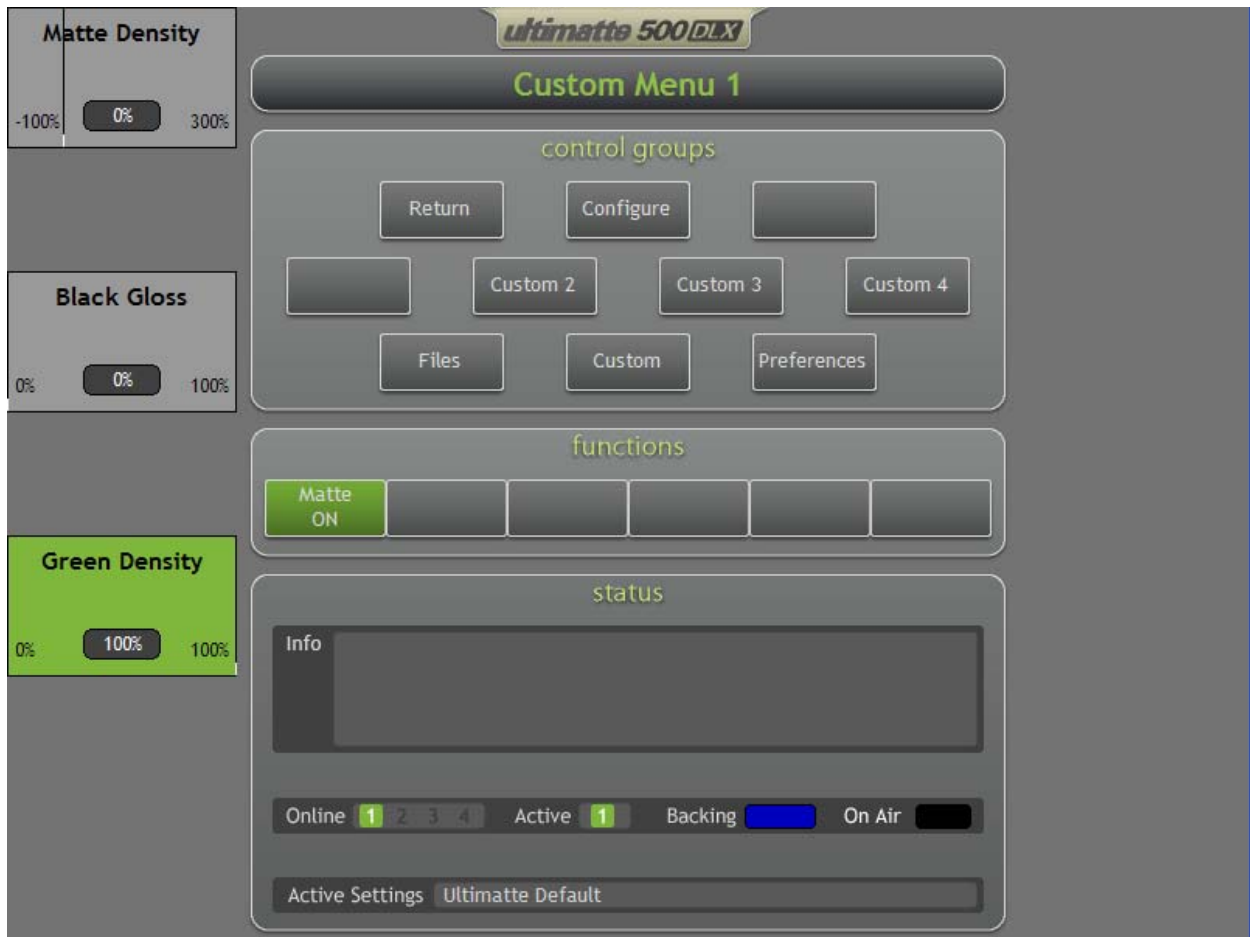 Matte Density
-100% 0% 300%
Black Gloss
0% 0% 100%
Green Density
0% 100% 100%
ultimatte 500 DLX
Custom Menu 1
control groups
Return Configure
Custom 2 Custom 3 Custom 4
Files Custom Preferences
functions
Matte
ON
status
Info
Online 1 2 3 4 Active 1 Backing On Air
Active Settings Ultimatte Default